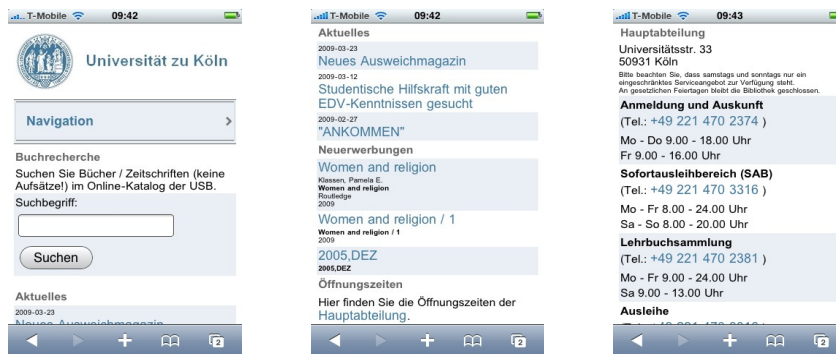 T-Mobile 09:42
Universität zu Köln
Navigation >
Buchrecherche
Suchen Sie Bücher / Zeitschriften (keine
Aufsätze!) im Online-Katalog der USB.
Suchbegriff:
Suchen
Aktuelles
2009-03-23
Neues Ausweichmagazin
2
T-Mobile 09:42
Aktuelles
2009-03-23
Neues Ausweichmagazin
2009-03-12
Studentische Hilfskraft mit guten
EDV-Kenntnissen gesucht
2009-02-27
"ANKOMMEN"
Neuerwerbungen
Women and religion
Klassen, Pamela E.
Women and religion
Routledge
2009
Women and religion / 1
Women and religion / 1
2009
2005,DEZ
2005,DEZ
Öffnungszeiten
Hier finden Sie die Öffnungszeiten der
Hauptabteilung.
2
T-Mobile 09:43
Hauptabteilung
Universitätsstr. 33
50931 Köln
Bitte beachten Sie, dass samstags und sonntags nur ein
eingeschränktes Serviceangebot zur Verfügung steht.
An gesetzlichen Feiertagen bleibt die Bibliothek geschlossen.
Anmeldung und Auskunft
(Tel.: +49 221 470 2374 )
Mo - Do 9.00 - 18.00 Uhr
Fr 9.00 - 16.00 Uhr
Sofortausleihbereich (SAB)
(Tel.: +49 221 470 3316 )
Mo - Fr 8.00 - 24.00 Uhr
Sa - So 8.00 - 20.00 Uhr
Lehrbuchsammlung
(Tel.: +49 221 470 2381 )
Mo - Fr 9.00 - 24.00 Uhr
Sa 9.00 - 13.00 Uhr
Ausleihe
2